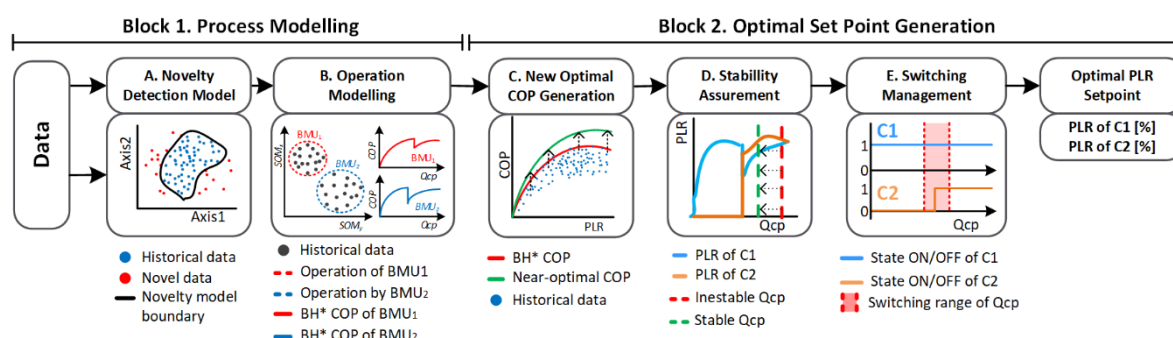 Block 1. Process Modelling
Block 2. Optimal Set Point Generation
Data
A. Novelty
Detection Model
Axis2
Axis1
Historical data
Novel data
Novelty model
boundary
B. Operation
Modelling
BMU1
BMU2
SOMy
COP
BMU1
Qcp
COP
BMU2
Qcp
Historical data
Operation of BMU1
Operation by BMU2
BH* COP of BMU1
BH* COP of BMU2
C. New Optimal
COP Generation
COP
PLR
BH* COP
Near-optimal COP
Historical data
D. Stabillity
Assurement
PLR
Qcp
PLR of C1
PLR of C2
Inestable Qcp
Stable Qcp
E. Switching
Management
C1
1
0
C2
1
0
Qcp
State ON/OFF of C1
State ON/OFF of C2
Switching range of Qcp
Optimal PLR
Setpoint
PLR of C1 [%]
PLR of C2 [%]